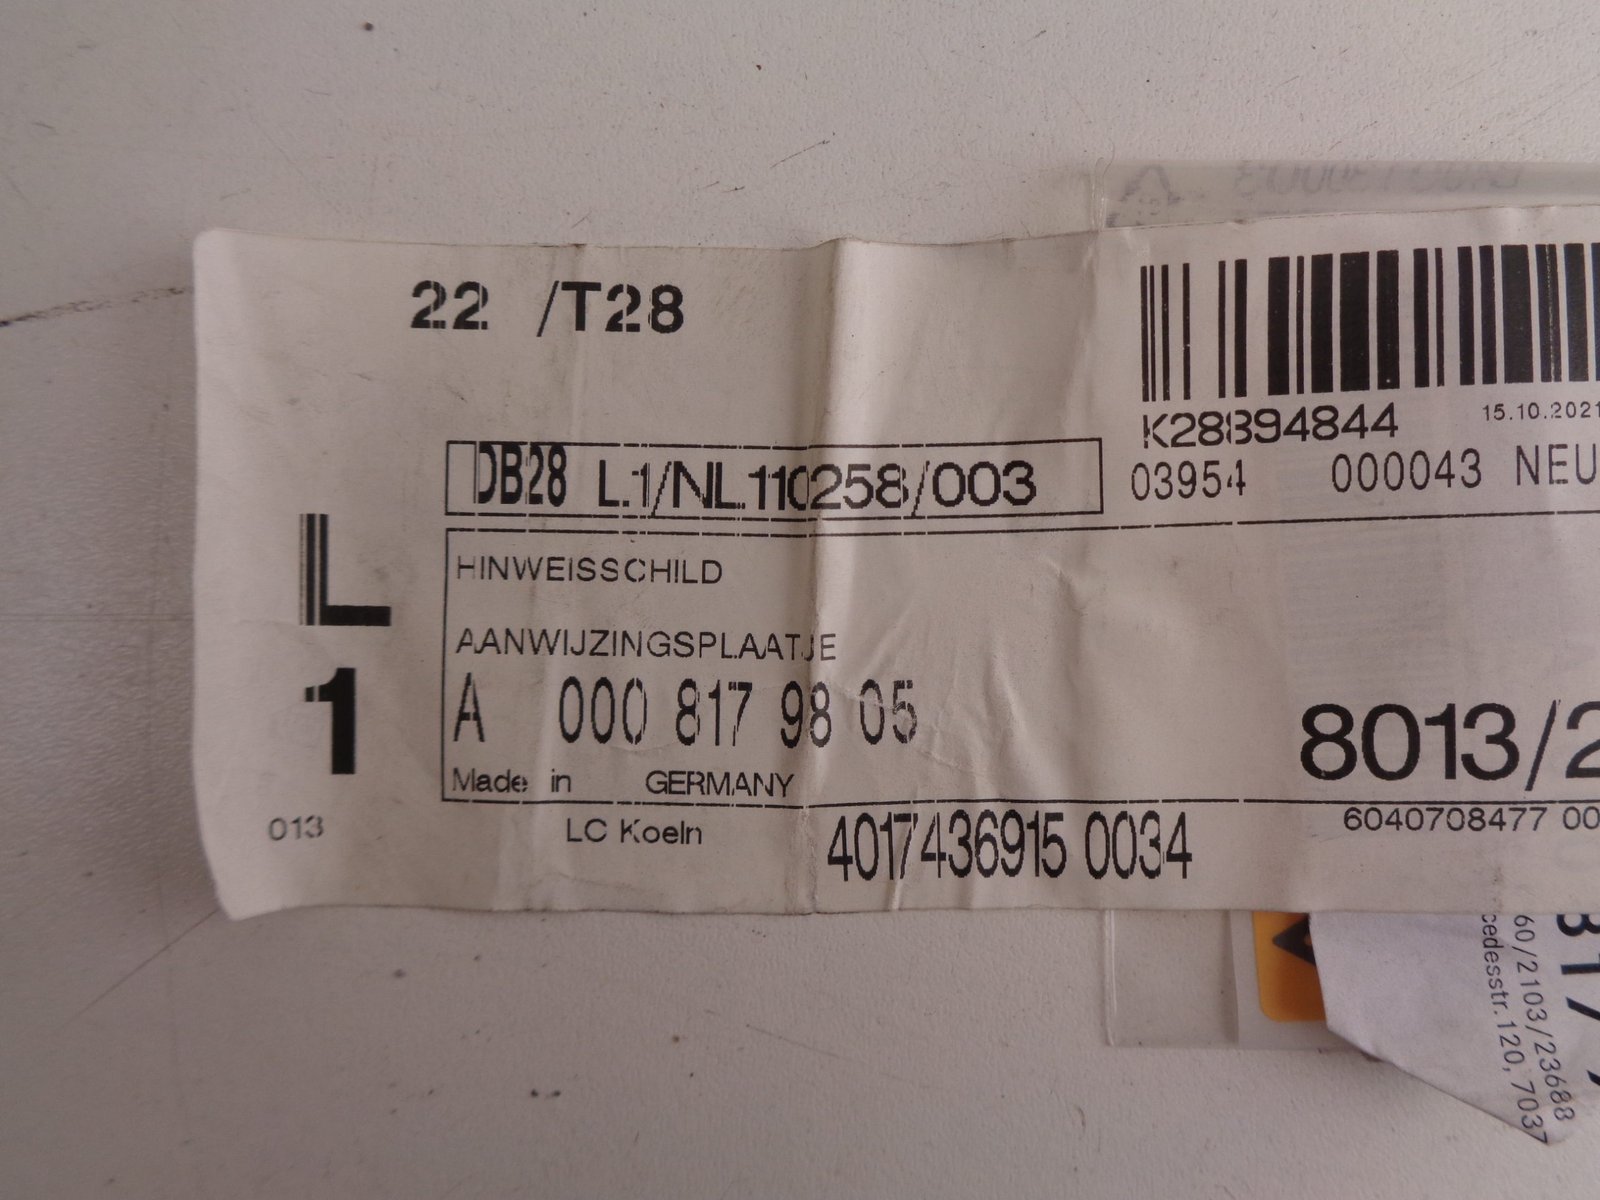 22 /T28
K28894844 15.10.2021
03954 000043 NEU
DB28 L.1/NL.110258/003
L
1
HINWEISSCHILD
AANWIJZINGSPLAATJE
A 000 817 98 05
8013/2
Made in GERMANY
6040708477 00
013
LC Koeln
4017436915 0034
60/2103/23688
cedesstr.120, 7037